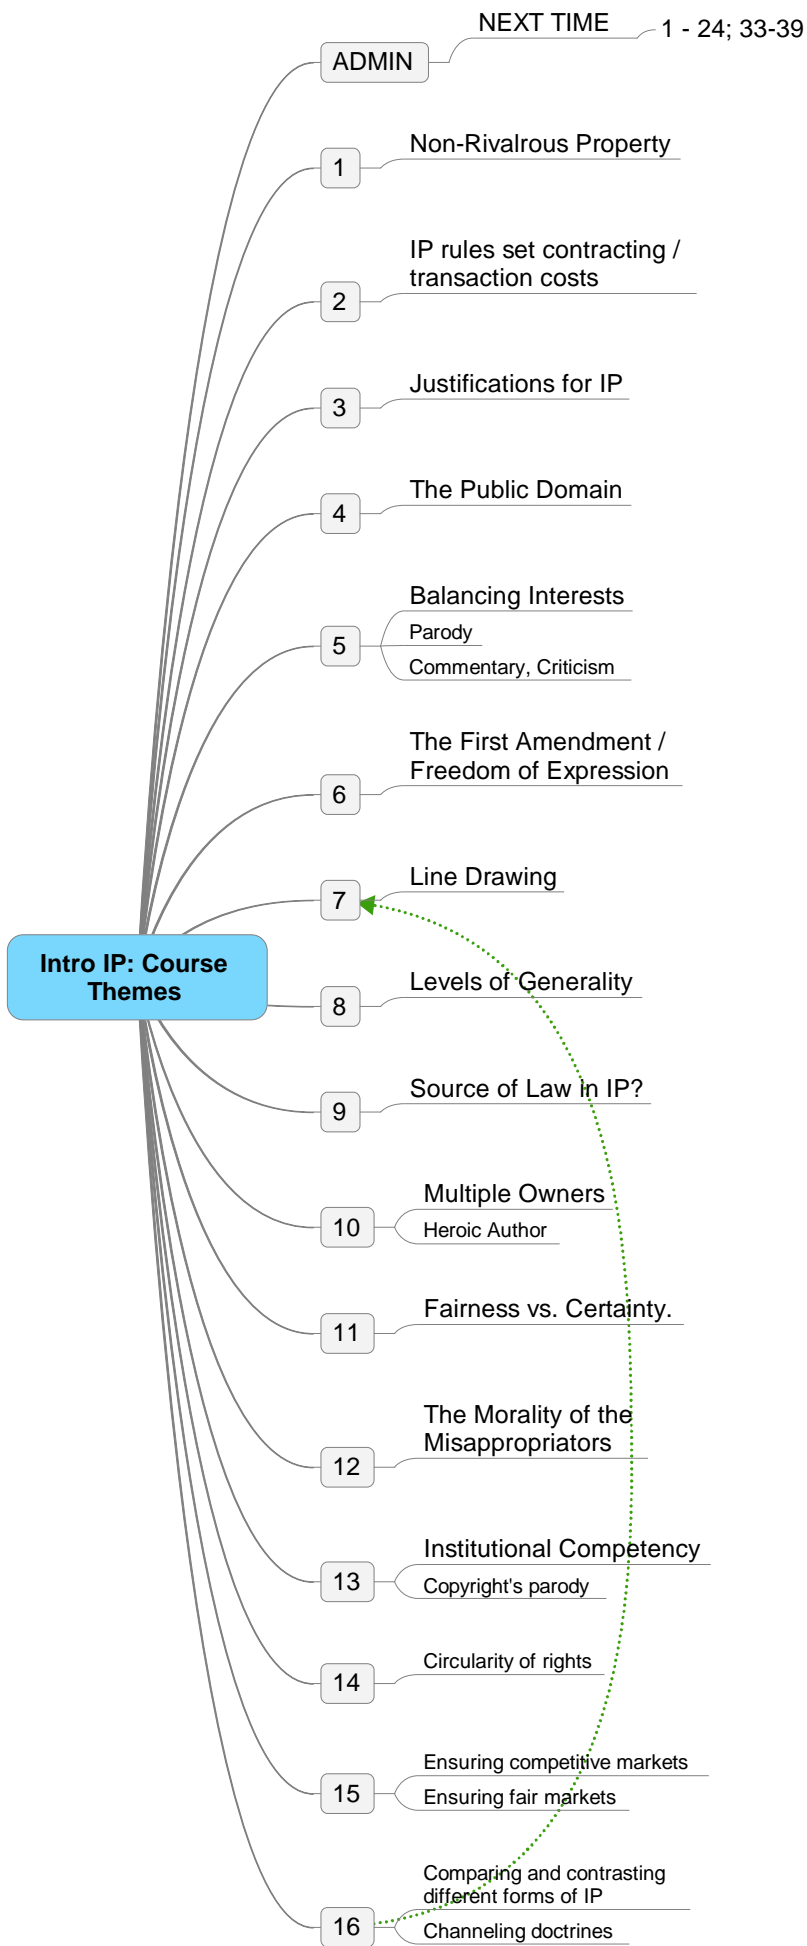 NEXT TIME
1 - 24; 33-39
ADMIN
Non-Rivalrous Property
1
IP rules set contracting /
transaction costs
2
Justifications for IP
3
The Public Domain
4
Balancing Interests
Parody
5
Commentary, Criticism
The First Amendment /
Freedom of Expression
6
Line Drawing
7
Intro IP: Course
Themes
Levels of Generality
8
Source of Law in IP?
9
Multiple Owners
10
Heroic Author
Fairness vs. Certainty.
11
The Morality of the
Misappropriators
12
Institutional Competency
13
Copyright's parody
Circularity of rights
14
Ensuring competitive markets
15
Ensuring fair markets
Comparing and contrasting
different forms of IP
16
Channeling doctrines